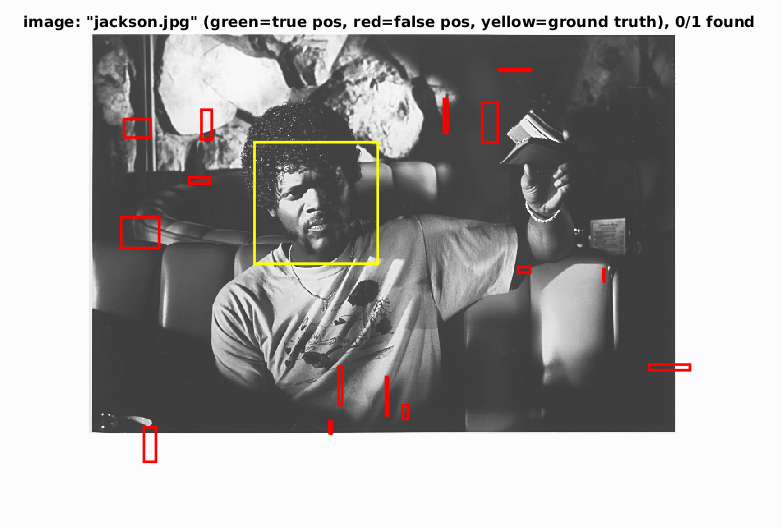 image: "jackson.jpg" (green=true pos, red=false pos, yellow=ground truth), 0/1 found